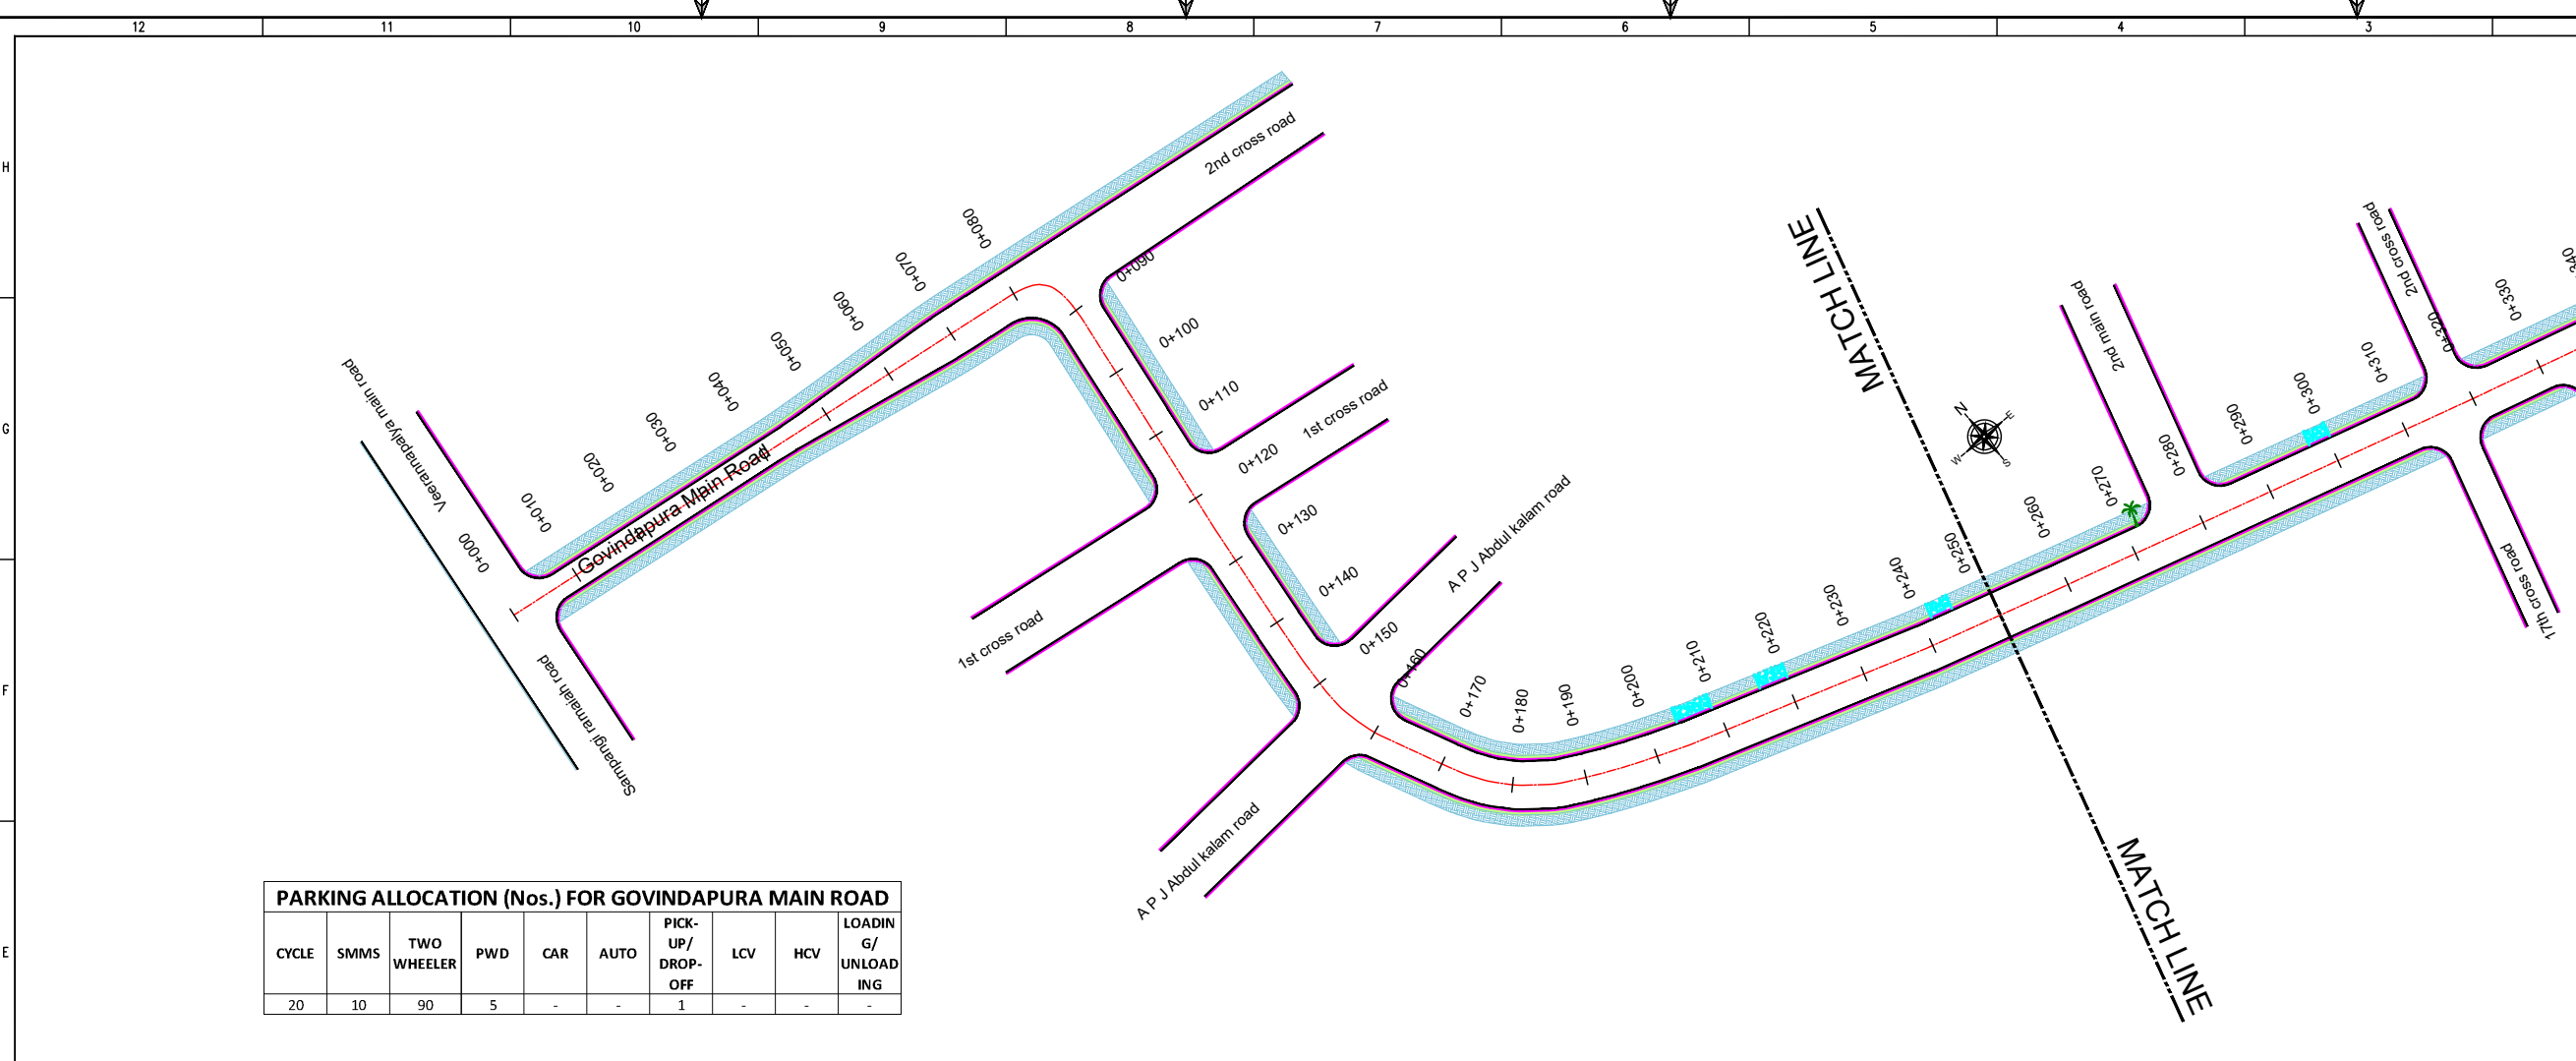 12 11 10 9 8 7 6 5 4 3
H
G
F
E
2nd cross road
0+000
0+010
0+020
0+030
0+040
0+050
0+060
0+070
0+080
0+090
0+100
0+110
0+120
0+130
0+140
0+150
0+160
0+170
0+180
0+190
0+200
0+210
0+220
0+230
0+240
0+250
0+260
0+270
0+280
0+290
0+300
0+310
0+320
0+330
Veerannapalya main road
Sampangi ramaiah road
Govindapura Main Road
1st cross road
1st cross road
A P J Abdul kalam road
A P J Abdul kalam road
MATCH LINE
MATCH LINE
N
E
S
W
2nd main road
2nd cross road
17th cross road
PARKING ALLOCATION (Nos.) FOR GOVINDAPURA MAIN ROAD
CYCLE SMMS TWO WHEELER PWD CAR AUTO PICK-UP/ DROP-OFF LCV HCV LOADING/ UNLOADING
20 10 90 5 - - 1 - - -